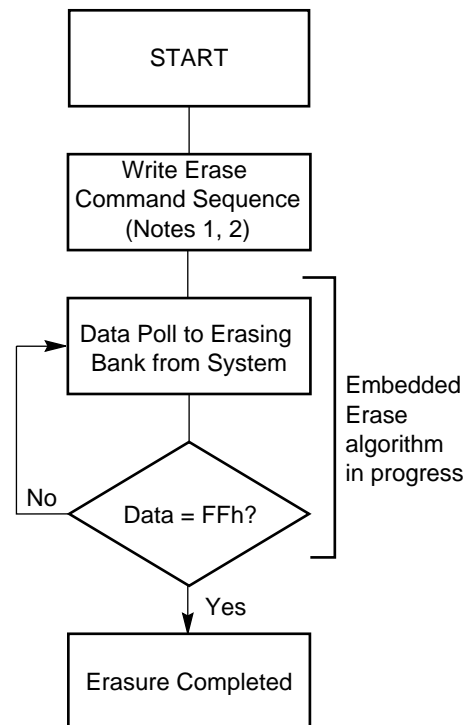 START
Write Erase
Command Sequence
(Notes 1, 2)
Data Poll to Erasing
Bank from System
Embedded
Erase
algorithm
in progress
No
Data = FFh?
Yes
Erasure Completed